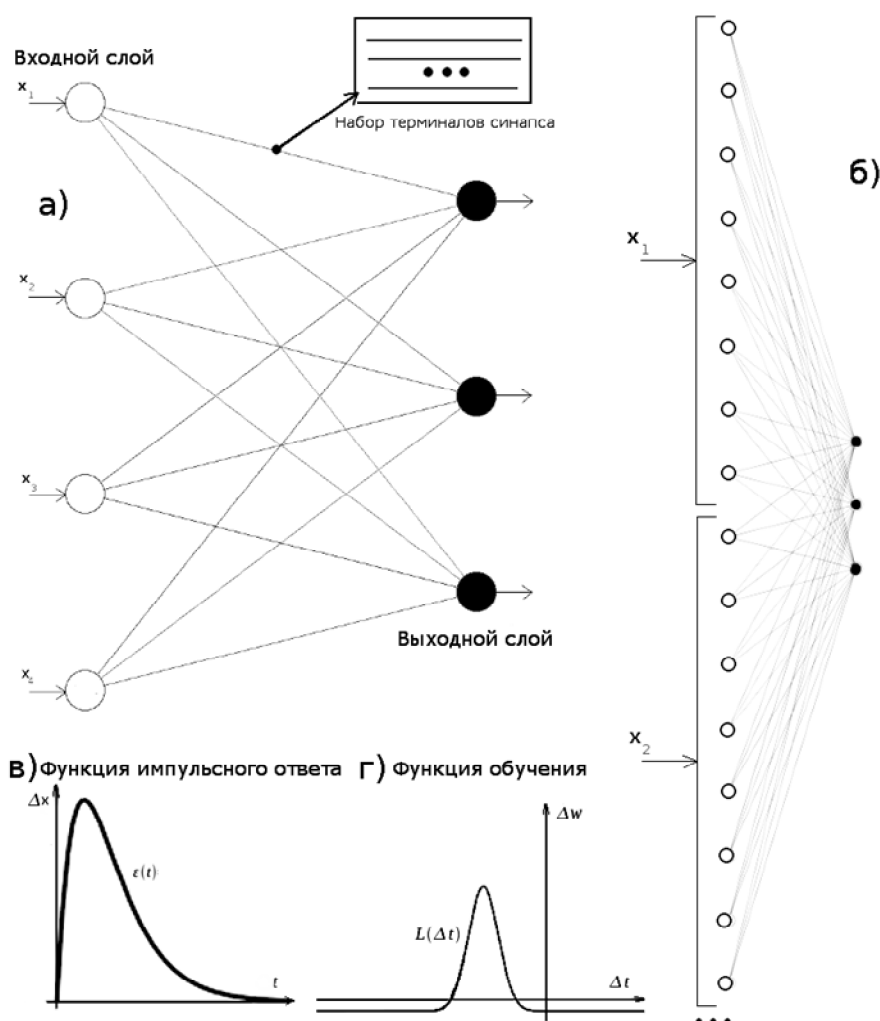 Входной слой
x1
Набор терминалов синапса
а)
б)
x2
x1
x3
Выходной слой
x4
x2
в) Функция импульсного ответа
г) Функция обучения
Δx
ε(t)
t
Δw
L(Δt)
Δt